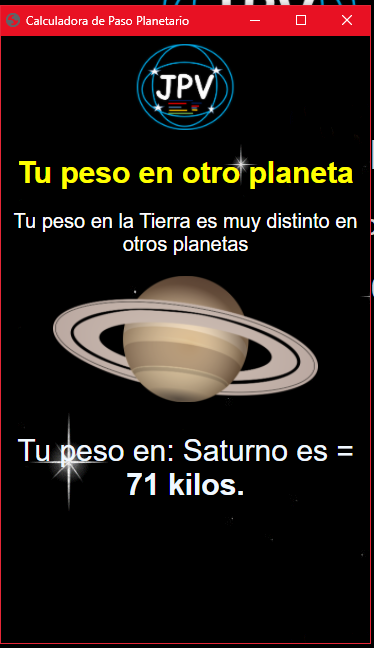 Calculadora de Paso Planetario
JPV
Tu peso en otro planeta
Tu peso en la Tierra es muy distinto en
otros planetas
Tu peso en: Saturno es =
71 kilos.